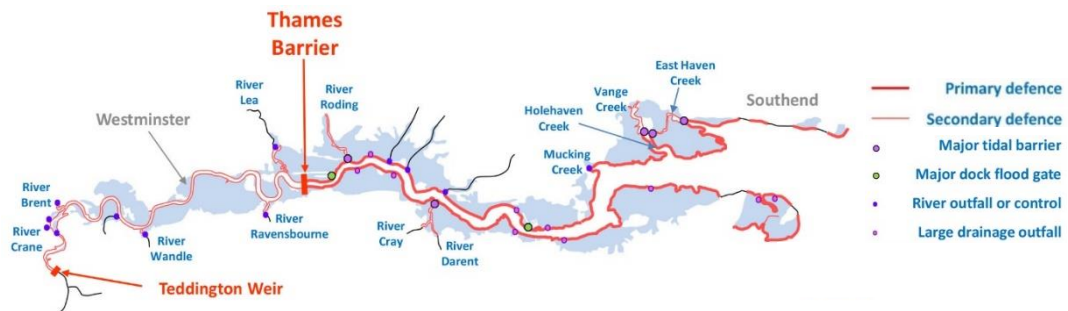 Thames
Barrier
River
Lea
River
Roding
Westminster
River
Brent
River
Crane
River
Wandle
River
Ravensbourne
Teddington Weir
River
Cray
River
Darent
Mucking
Creek
Holehaven
Creek
Vange
Creek
East Haven
Creek
Southend
Primary defence
Secondary defence
Major tidal barrier
Major dock flood gate
River outfall or control
Large drainage outfall